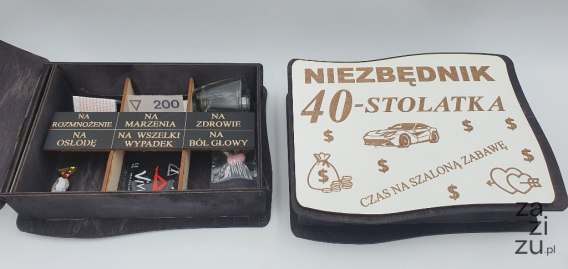 200
NA ROZMNOŻENIE
NA MARZENIA
NA ZDROWIE
NA OSŁODĘ
NA WSZELKI WYPADEK
NA BÓL GŁOWY
NIEZBĘDNIK
40-STOLATKA
$ $ $ $ $ $ $
CZAS NA SZALONĄ ZABAWĘ
za
zi
zu.pl